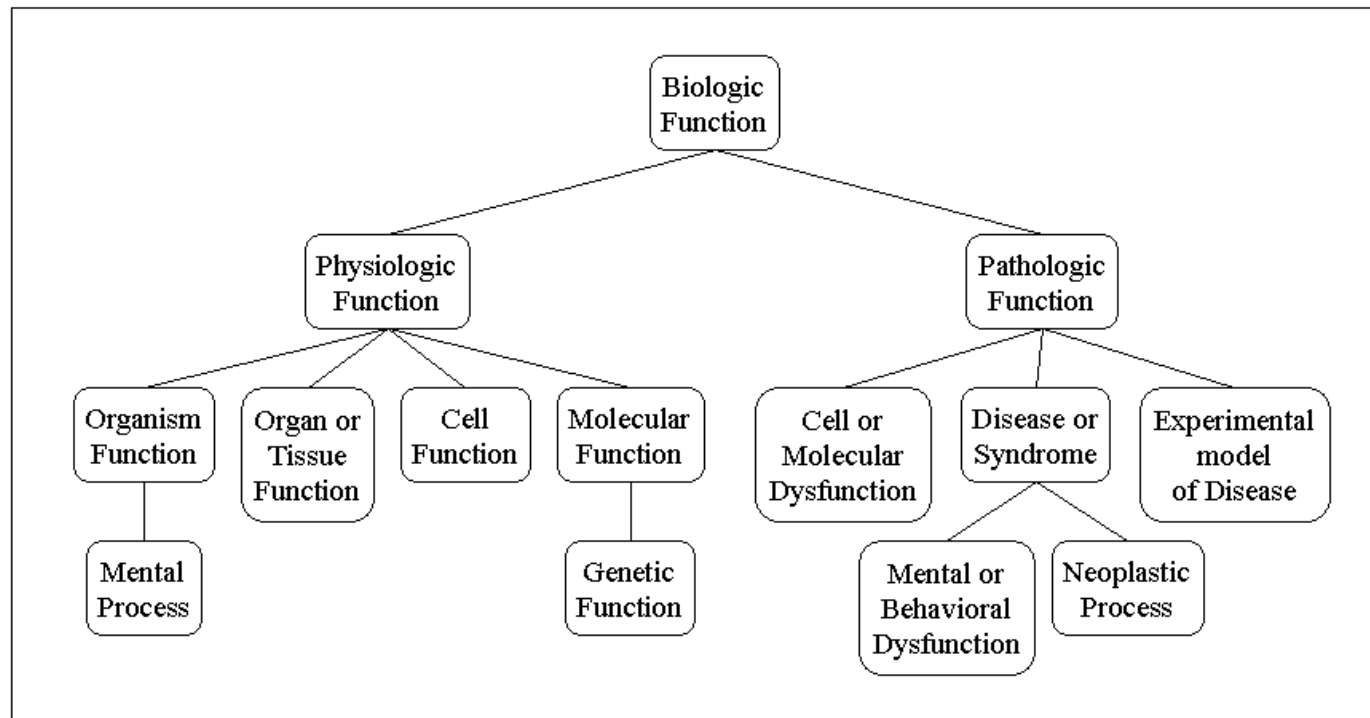 Biologic
Function
Physiologic
Function
Pathologic
Function
Organism
Function
Organ or
Tissue
Function
Cell
Function
Molecular
Function
Cell or
Molecular
Dysfunction
Disease or
Syndrome
Experimental
model
of Disease
Mental
Process
Genetic
Function
Mental or
Behavioral
Dysfunction
Neoplastic
Process